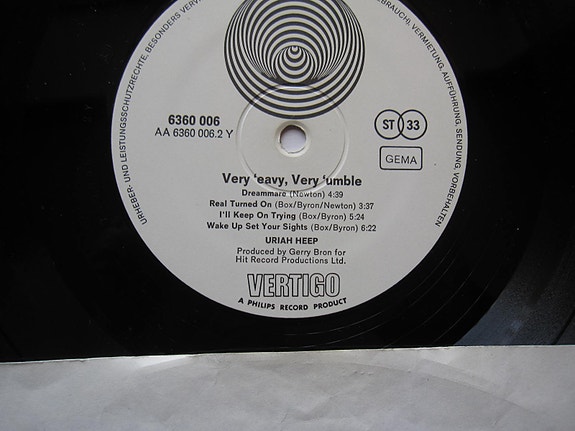 URHEBER- UND LEISTUNGSSCHUTZRECHTE, BESONDERS VERV
GEBRAUCH), VERMIETUNG, AUFFÜHRUNG, SENDUNG, VORBEHALTEN
6360 006
AA 6360 006.2 Y
ST 33
GEMA
Very 'eavy, Very 'umble
Dreammare (Newton) 4:39
Real Turned On (Box/Byron/Newton) 3:37
I'll Keep On Trying (Box/Byron) 5:24
Wake Up Set Your Sights (Box/Byron) 6:22
URIAH HEEP
Produced by Gerry Bron for
Hit Record Productions Ltd.
VERTIGO
A PHILIPS RECORD PRODUCT